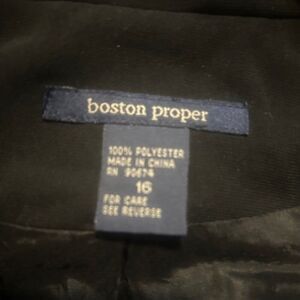 boston proper
100% POLYESTER
MADE IN CHINA
RN 90674
16
FOR CARE
SEE REVERSE